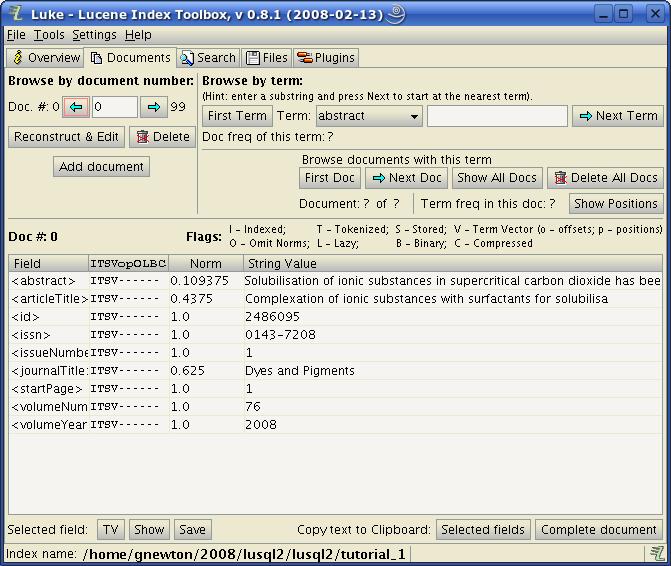 Luke - Lucene Index Toolbox, v 0.8.1 (2008-02-13)
File Tools Settings Help
Overview Documents Search Files Plugins
Browse by document number:
Doc. #: 0 0 99
Reconstruct & Edit Delete
Add document
Browse by term:
(Hint: enter a substring and press Next to start at the nearest term).
First Term Term: abstract Next Term
Doc freq of this term: ?
Browse documents with this term
First Doc Next Doc Show All Docs Delete All Docs
Document: ? of ? Term freq in this doc: ? Show Positions
Doc #: 0 Flags: I - Indexed; T - Tokenized; S - Stored; V - Term Vector (o - offsets; p - positions)
O - Omit Norms; L - Lazy; B - Binary; C - Compressed
Field ITSVopOLBC Norm String Value
<abstract> ITSV------ 0.109375 Solubilisation of ionic substances in supercritical carbon dioxide has bee
<articleTitle> ITSV------ 0.4375 Complexation of ionic substances with surfactants for solubilisa
<id> ITSV------ 1.0 2486095
<issn> ITSV------ 1.0 0143-7208
<issueNumbe ITSV------ 1.0 1
<journalTitle: ITSV------ 0.625 Dyes and Pigments
<startPage> ITSV------ 1.0 1
<volumeNum ITSV------ 1.0 76
<volumeYear ITSV------ 1.0 2008
Selected field: TV Show Save Copy text to Clipboard: Selected fields Complete document
Index name: /home/gnewton/2008/lusql2/lusql2/tutorial_1